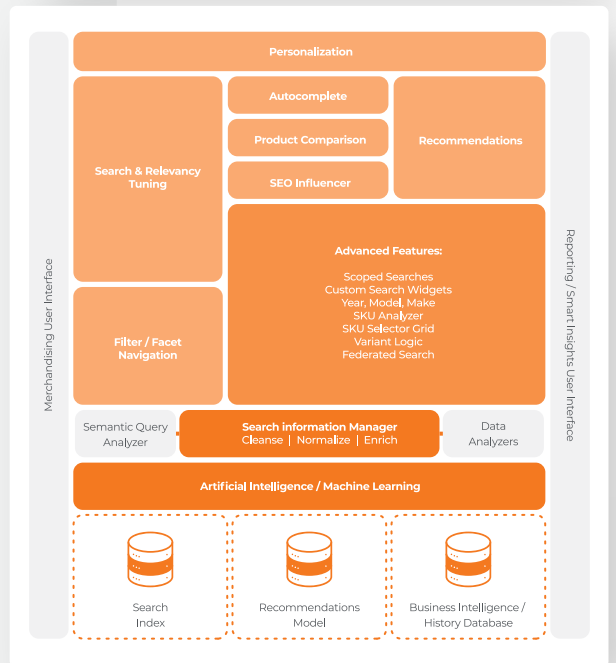 Personalization
Merchandising User Interface
Search & Relevancy
Tuning
Autocomplete
Product Comparison
SEO Influencer
Recommendations
Advanced Features:
Scoped Searches
Custom Search Widgets
Year, Model, Make
SKU Analyzer
SKU Selector Grid
Variant Logic
Federated Search
Filter / Facet
Navigation
Reporting / Smart Insights User Interface
Semantic Query
Analyzer
Search information Manager
Cleanse | Normalize | Enrich
Data
Analyzers
Artificial Intelligence / Machine Learning
Search
Index
Recommendations
Model
Business Intelligence /
History Database